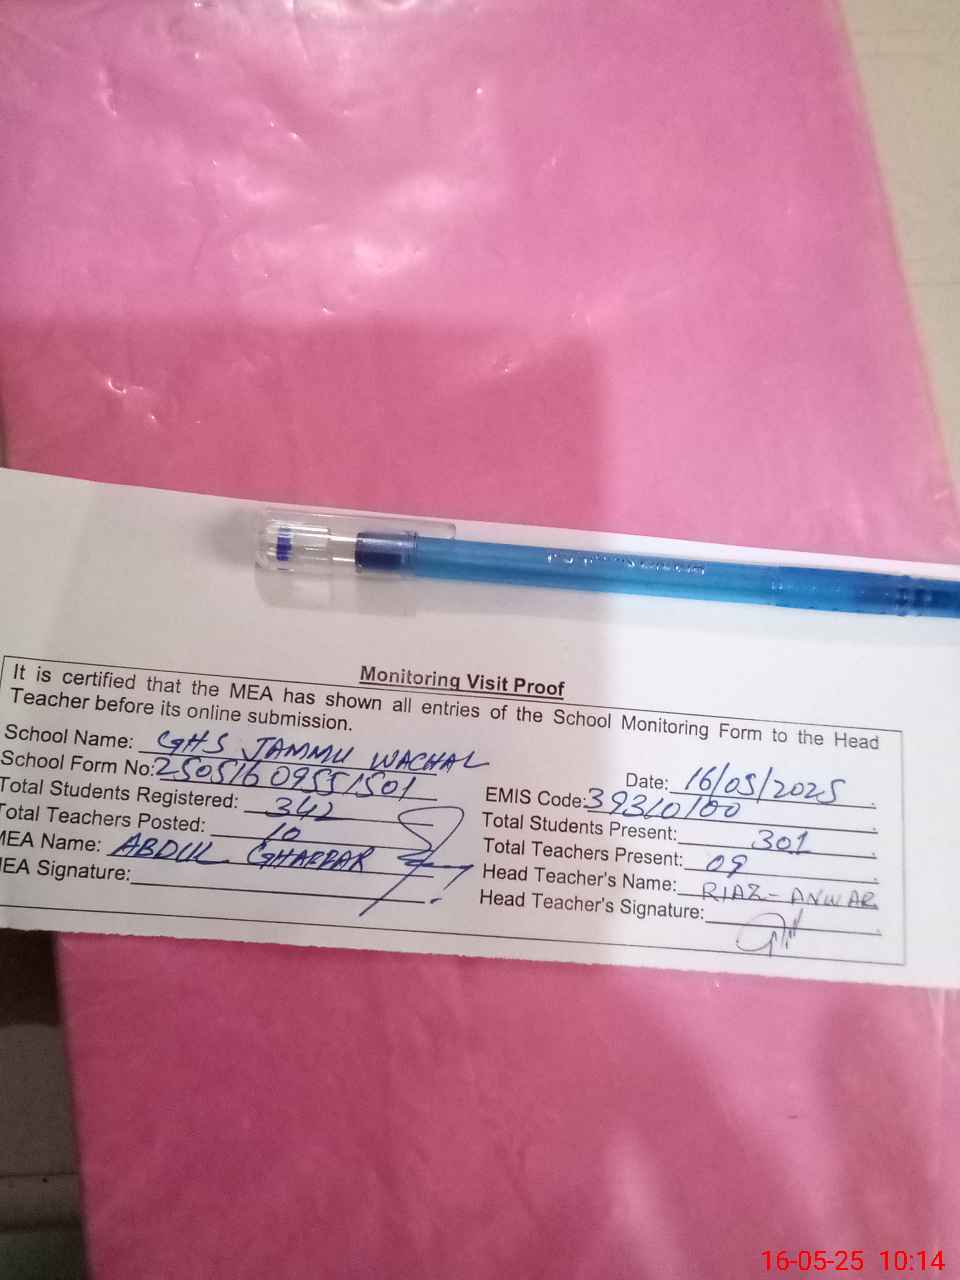 Monitoring Visit Proof
It is certified that the MEA has shown all entries of the School Monitoring Form to the Head
Teacher before its online submission.
School Name: GHS JAMMU WACHAL
Date: 16/05/2025
School Form No: 25051609551501
EMIS Code: 39310100
Total Students Registered: 342
Total Students Present: 301
Total Teachers Posted: 10
Total Teachers Present: 09
MEA Name: ABDUL GHAFFAR
Head Teacher's Name: RIAZ-ANWAR
MEA Signature:
Head Teacher's Signature:
16-05-25 10:14